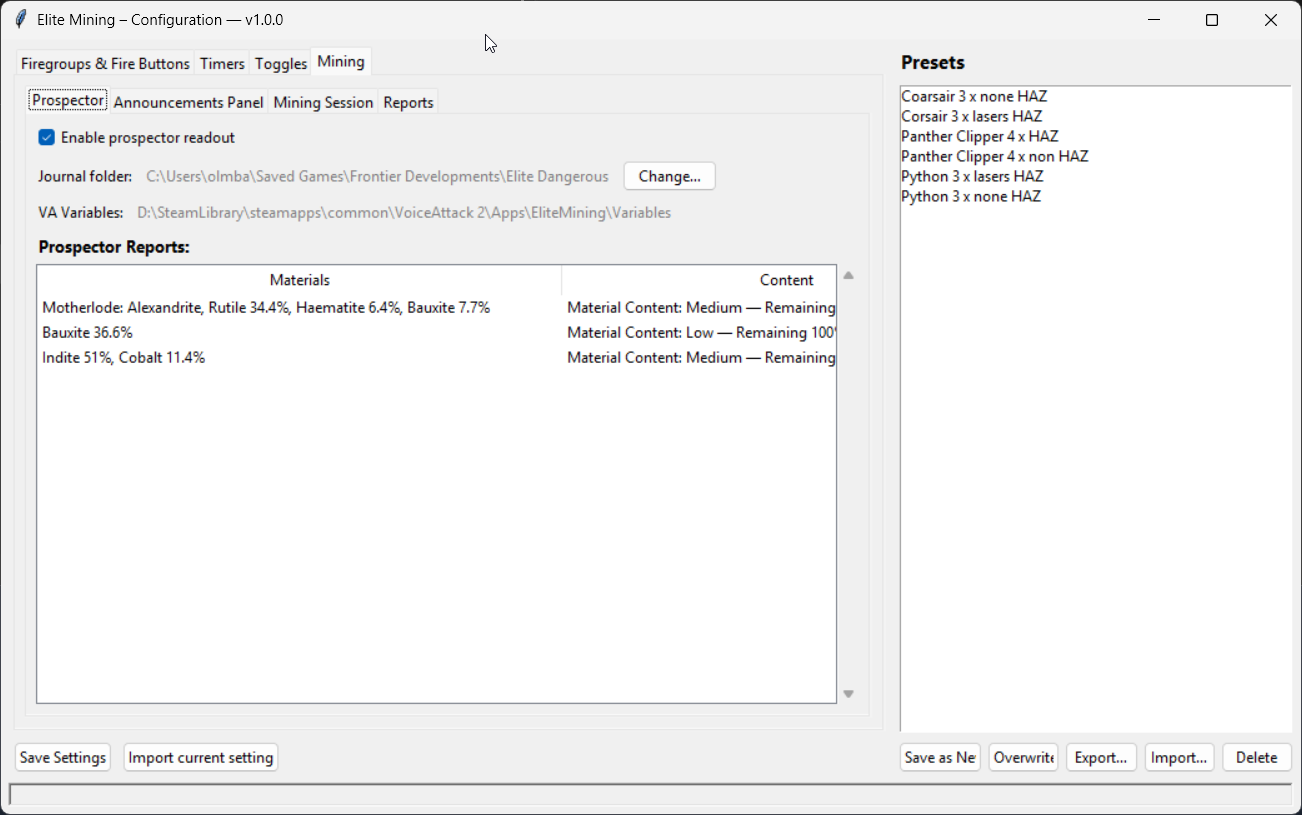 Elite Mining – Configuration — v1.0.0
Firegroups & Fire Buttons Timers Toggles Mining
Prospector Announcements Panel Mining Session Reports
Enable prospector readout
Journal folder: C:\Users\olmba\Saved Games\Frontier Developments\Elite Dangerous Change...
VA Variables: D:\SteamLibrary\steamapps\common\VoiceAttack 2\Apps\EliteMining\Variables
Prospector Reports:
Materials Content
Motherlode: Alexandrite, Rutile 34.4%, Haematite 6.4%, Bauxite 7.7% Material Content: Medium — Remaining
Bauxite 36.6% Material Content: Low — Remaining 100%
Indite 51%, Cobalt 11.4% Material Content: Medium — Remaining
Save Settings Import current setting
Presets
Coarsair 3 x none HAZ
Corsair 3 x lasers HAZ
Panther Clipper 4 x HAZ
Panther Clipper 4 x non HAZ
Python 3 x lasers HAZ
Python 3 x none HAZ
Save as Ne Overwrite Export... Import... Delete